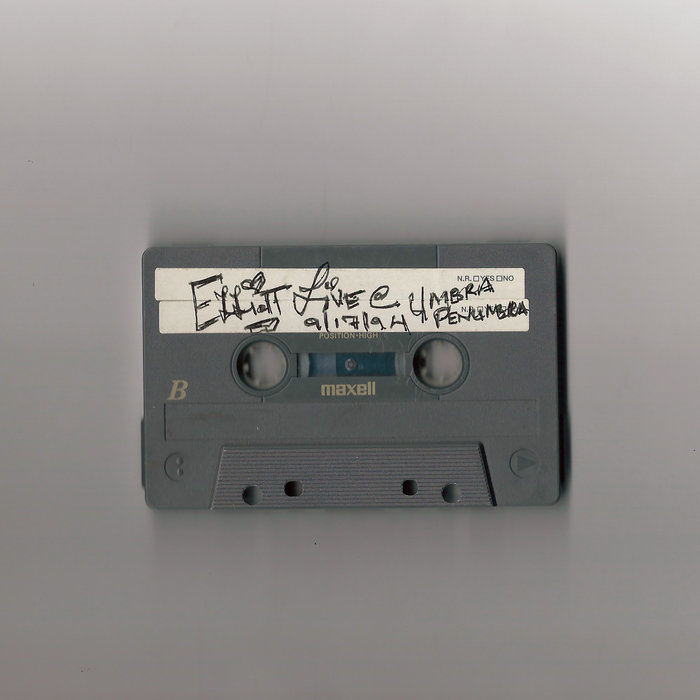 N.R. □YES □NO
Elliott Live @ Umbra
9/17/94 Penumbra
POSITION•HIGH
B
maxell